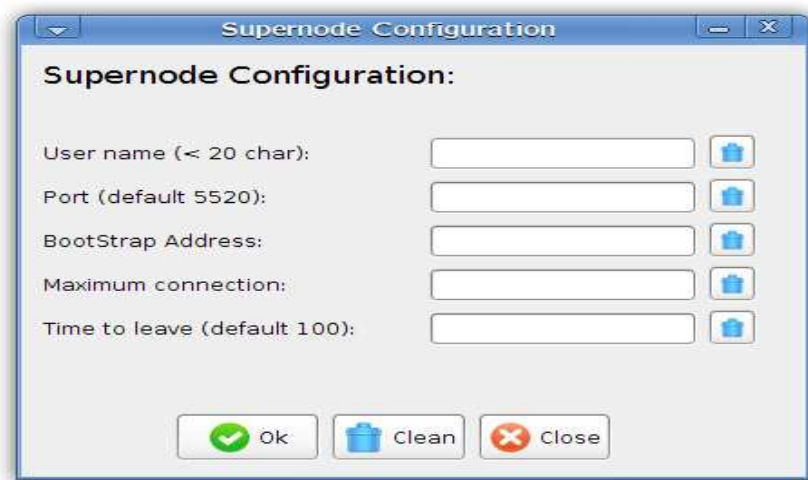 Supernode Configuration
Supernode Configuration:
User name (< 20 char):
Port (default 5520):
BootStrap Address:
Maximum connection:
Time to leave (default 100):
Ok Clean Close